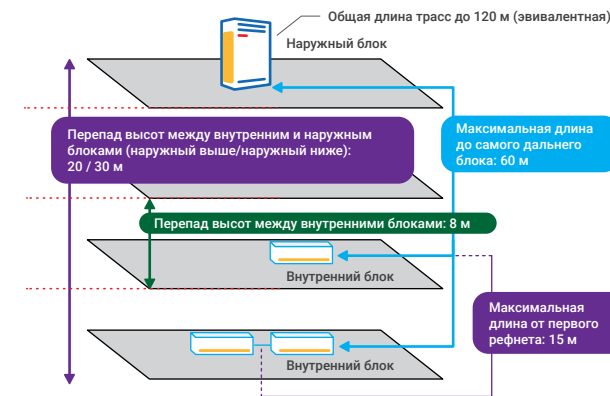 Общая длина трасс до 120 м (эвивалентная)
Наружный блок
Перепад высот между внутренним и наружным
блоками (наружный выше/наружный ниже):
20 / 30 м
Максимальная длина
до самого дальнего
блока: 60 м
Перепад высот между внутренними блоками: 8 м
Внутренний блок
Максимальная
длина от первого
рефнета: 15 м
Внутренний блок